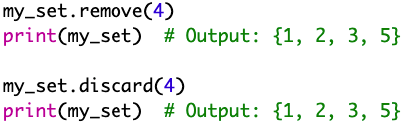 my_set.remove(4)
print(my_set)  # Output: {1, 2, 3, 5}
my_set.discard(4)
print(my_set)  # Output: {1, 2, 3, 5}